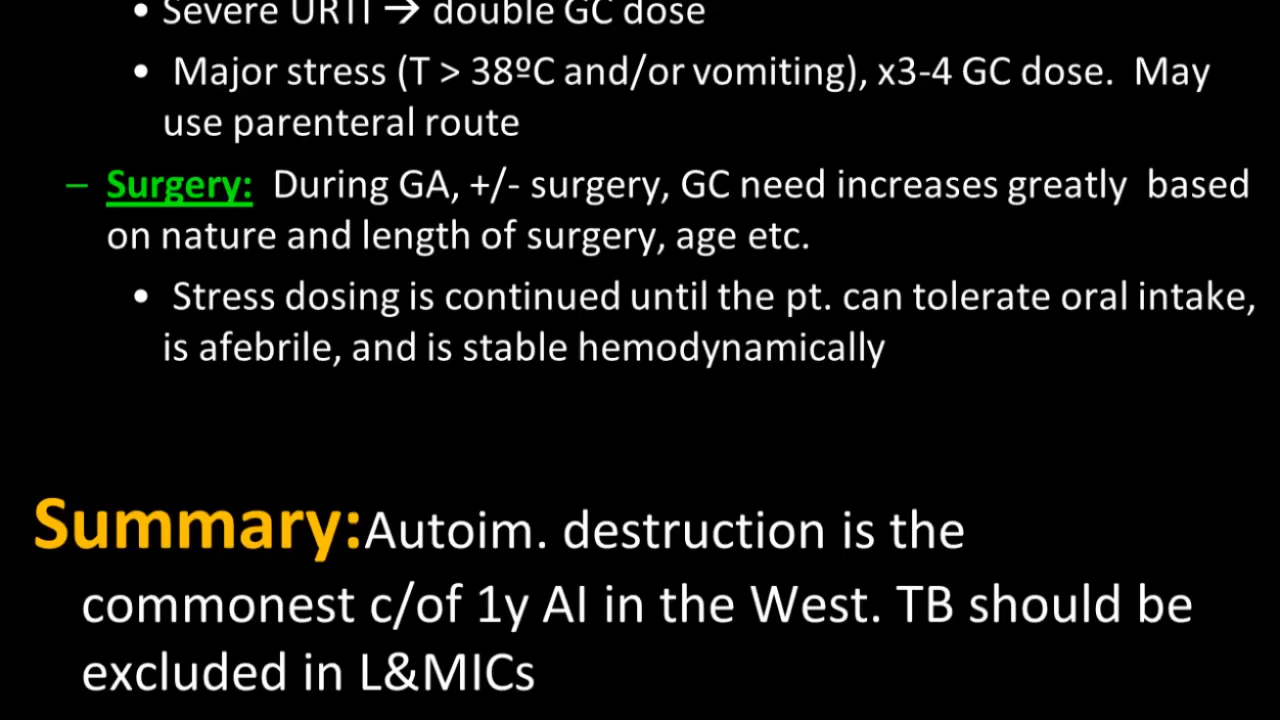 • Severe URTI → double GC dose
• Major stress (T > 38ºC and/or vomiting), x3-4 GC dose. May
use parenteral route
– Surgery: During GA, +/- surgery, GC need increases greatly based
on nature and length of surgery, age etc.
• Stress dosing is continued until the pt. can tolerate oral intake,
is afebrile, and is stable hemodynamically
Summary:Autoim. destruction is the
commonest c/of 1y AI in the West. TB should be
excluded in L&MICs